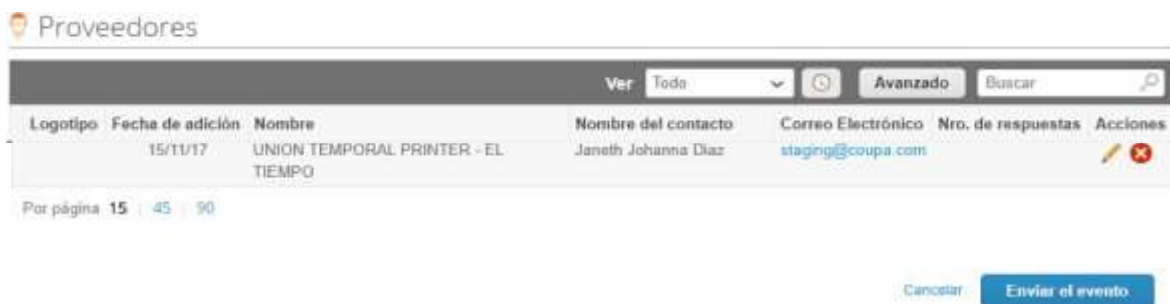 Proveedores
Ver Todo Avanzado Buscar
Logotipo Fecha de adición Nombre Nombre del contacto Correo Electrónico Nro. de respuestas Acciones
15/11/17 UNION TEMPORAL PRINTER - EL Janeth Johanna Diaz staging@coupa.com
TIEMPO
Por página 15 | 45 | 90
Cancelar Enviar el evento